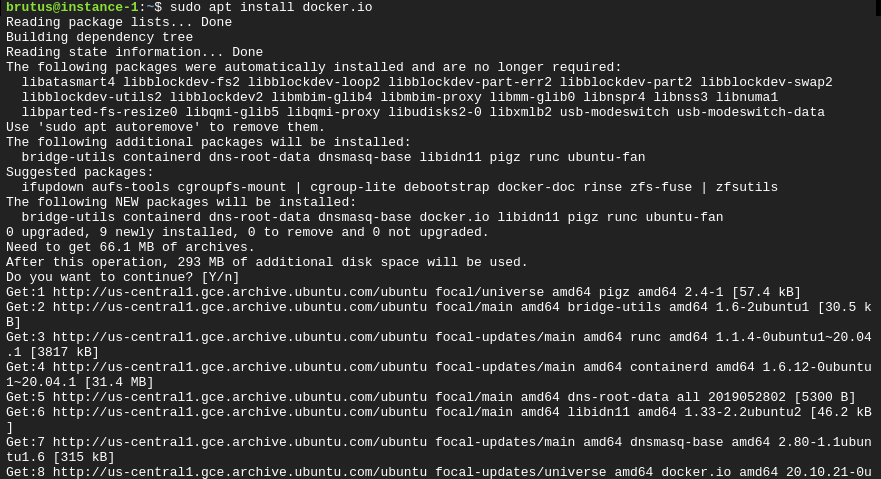 brutus@instance-1:~$ sudo apt install docker.io
Reading package lists... Done
Building dependency tree
Reading state information... Done
The following packages were automatically installed and are no longer required:
  libatasmart4 libblockdev-fs2 libblockdev-loop2 libblockdev-part-err2 libblockdev-part2 libblockdev-swap2
  libblockdev-utils2 libblockdev2 libmbim-glib4 libmbim-proxy libmm-glib0 libnspr4 libnss3 libnuma1
  libparted-fs-resize0 libqmi-glib5 libqmi-proxy libudisks2-0 libxmlb2 usb-modeswitch usb-modeswitch-data
Use 'sudo apt autoremove' to remove them.
The following additional packages will be installed:
  bridge-utils containerd dns-root-data dnsmasq-base libidn11 pigz runc ubuntu-fan
Suggested packages:
  ifupdown aufs-tools cgroupfs-mount | cgroup-lite debootstrap docker-doc rinse zfs-fuse | zfsutils
The following NEW packages will be installed:
  bridge-utils containerd dns-root-data dnsmasq-base docker.io libidn11 pigz runc ubuntu-fan
0 upgraded, 9 newly installed, 0 to remove and 0 not upgraded.
Need to get 66.1 MB of archives.
After this operation, 293 MB of additional disk space will be used.
Do you want to continue? [Y/n]
Get:1 http://us-central1.gce.archive.ubuntu.com/ubuntu focal/universe amd64 pigz amd64 2.4-1 [57.4 kB]
Get:2 http://us-central1.gce.archive.ubuntu.com/ubuntu focal/main amd64 bridge-utils amd64 1.6-2ubuntu1 [30.5 k
B]
Get:3 http://us-central1.gce.archive.ubuntu.com/ubuntu focal-updates/main amd64 runc amd64 1.1.4-0ubuntu1~20.04
.1 [3817 kB]
Get:4 http://us-central1.gce.archive.ubuntu.com/ubuntu focal-updates/main amd64 containerd amd64 1.6.12-0ubuntu
1~20.04.1 [31.4 MB]
Get:5 http://us-central1.gce.archive.ubuntu.com/ubuntu focal/main amd64 dns-root-data all 2019052802 [5300 B]
Get:6 http://us-central1.gce.archive.ubuntu.com/ubuntu focal/main amd64 libidn11 amd64 1.33-2.2ubuntu2 [46.2 kB
]
Get:7 http://us-central1.gce.archive.ubuntu.com/ubuntu focal-updates/main amd64 dnsmasq-base amd64 2.80-1.1ubun
tu1.6 [315 kB]
Get:8 http://us-central1.gce.archive.ubuntu.com/ubuntu focal-updates/universe amd64 docker.io amd64 20.10.21-0u